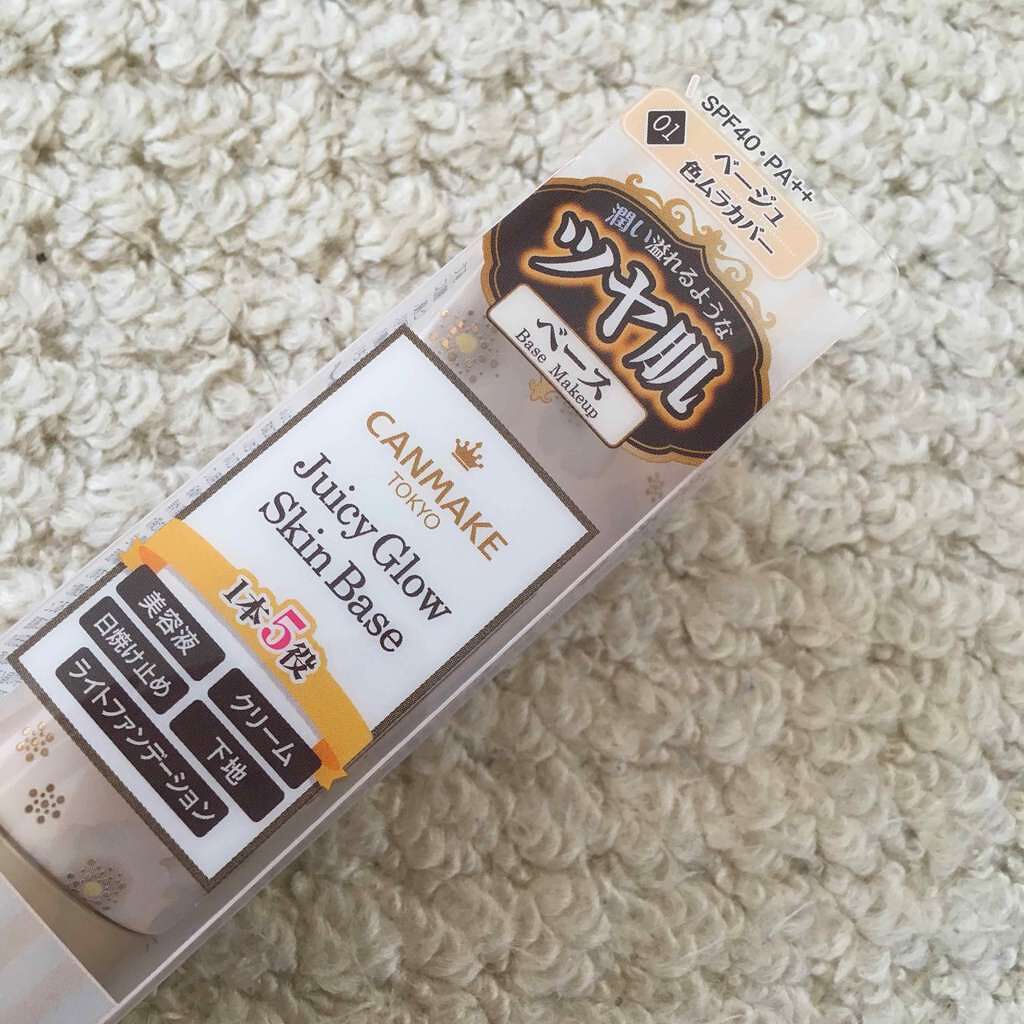 SPF40・PA++
01
ベージュ
色ムラカバー
潤い溢れるような
ツヤ肌
ベース
Base Makeup
CANMAKE
TOKYO
Juicy Glow
Skin Base
1本5役
美容液
クリーム
日焼け止め
下地
ライトファンデーション